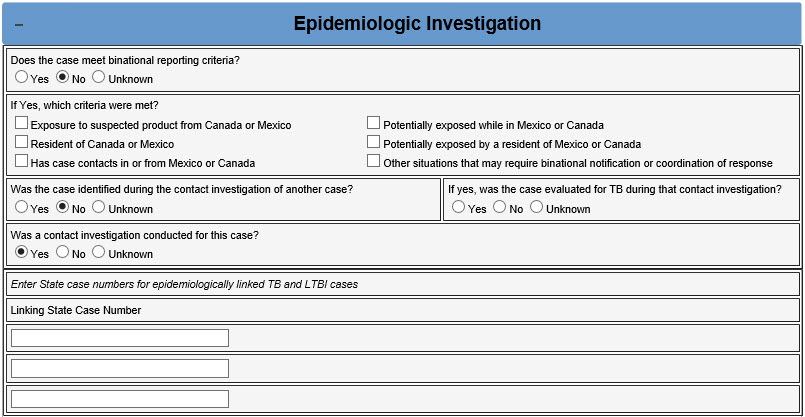 Epidemiologic Investigation
Does the case meet binational reporting criteria?
Yes No Unknown
If Yes, which criteria were met?
Exposure to suspected product from Canada or Mexico Potentially exposed while in Mexico or Canada
Resident of Canada or Mexico Potentially exposed by a resident of Mexico or Canada
Has case contacts in or from Mexico or Canada Other situations that may require binational notification or coordination of response
Was the case identified during the contact investigation of another case?
Yes No Unknown
If yes, was the case evaluated for TB during that contact investigation?
Yes No Unknown
Was a contact investigation conducted for this case?
Yes No Unknown
Enter State case numbers for epidemiologically linked TB and LTBI cases
Linking State Case Number